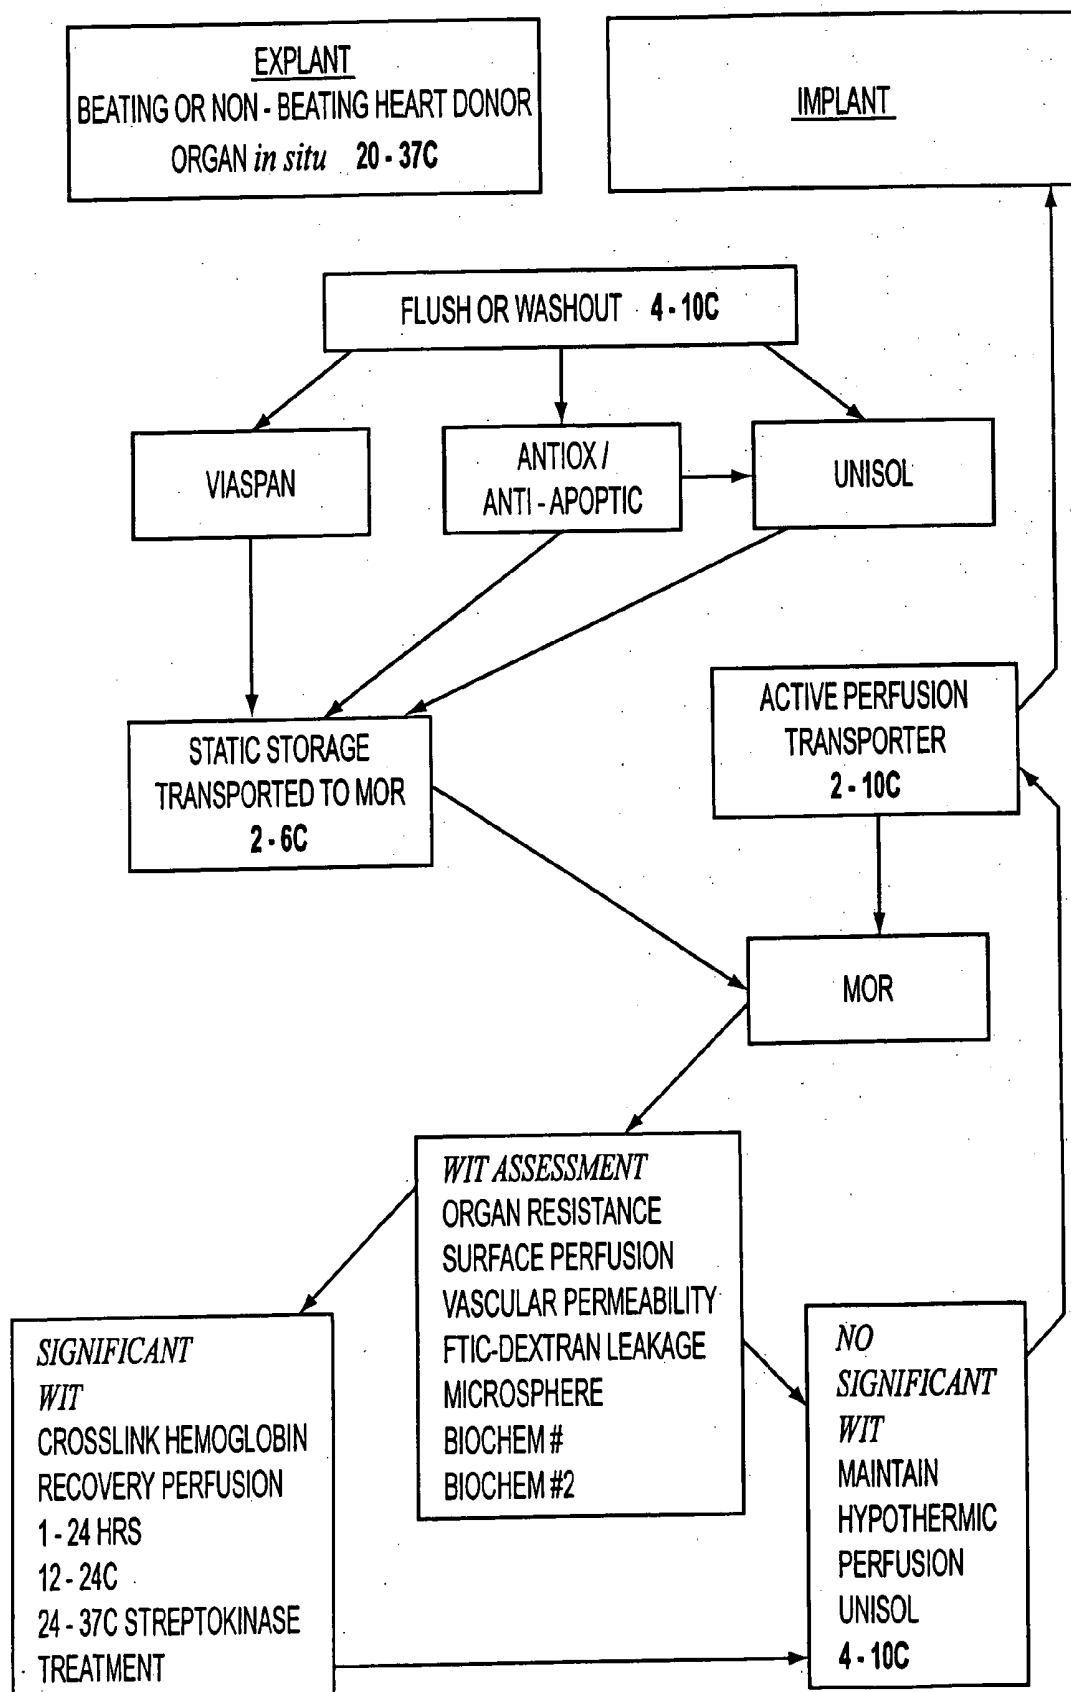 EXPLANT
BEATING OR NON - BEATING HEART DONOR
ORGAN in situ 20 - 37C
IMPLANT
FLUSH OR WASHOUT 4 - 10C
VIASPAN
ANTIOX /
ANTI - APOPTIC
UNISOL
STATIC STORAGE
TRANSPORTED TO MOR
2 - 6C
ACTIVE PERFUSION
TRANSPORTER
2 - 10C
MOR
WIT ASSESSMENT
ORGAN RESISTANCE
SURFACE PERFUSION
VASCULAR PERMEABILITY
FTIC-DEXTRAN LEAKAGE
MICROSPHERE
BIOCHEM #
BIOCHEM #2
SIGNIFICANT
WIT
CROSSLINK HEMOGLOBIN
RECOVERY PERFUSION
1 - 24 HRS
12 - 24C
24 - 37C STREPTOKINASE
TREATMENT
NO
SIGNIFICANT
WIT
MAINTAIN
HYPOTHERMIC
PERFUSION
UNISOL
4 - 10C